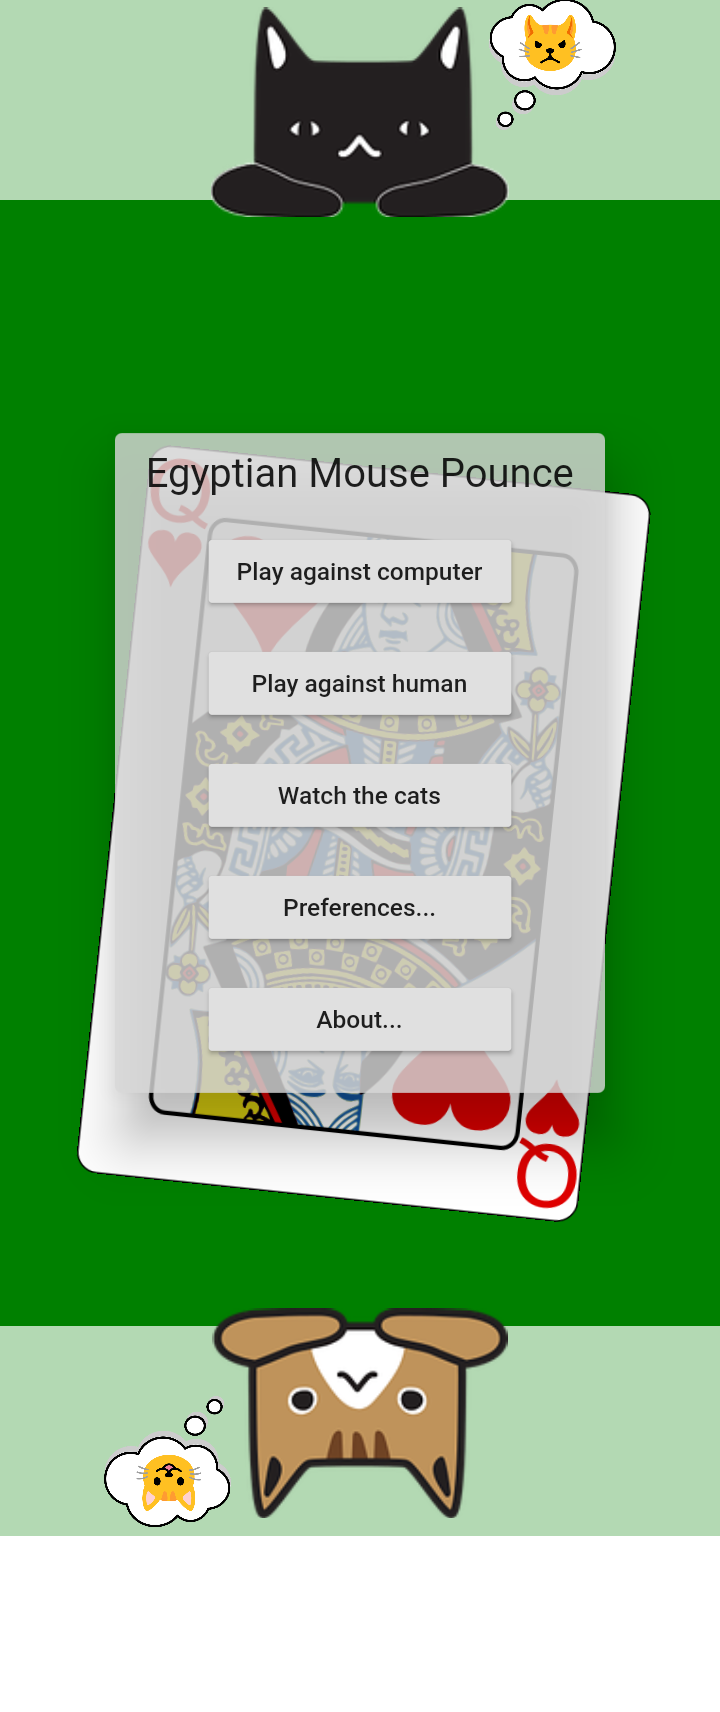 Egyptian Mouse Pounce
Q
Play against computer
Play against human
Watch the cats
Preferences...
About...
Q